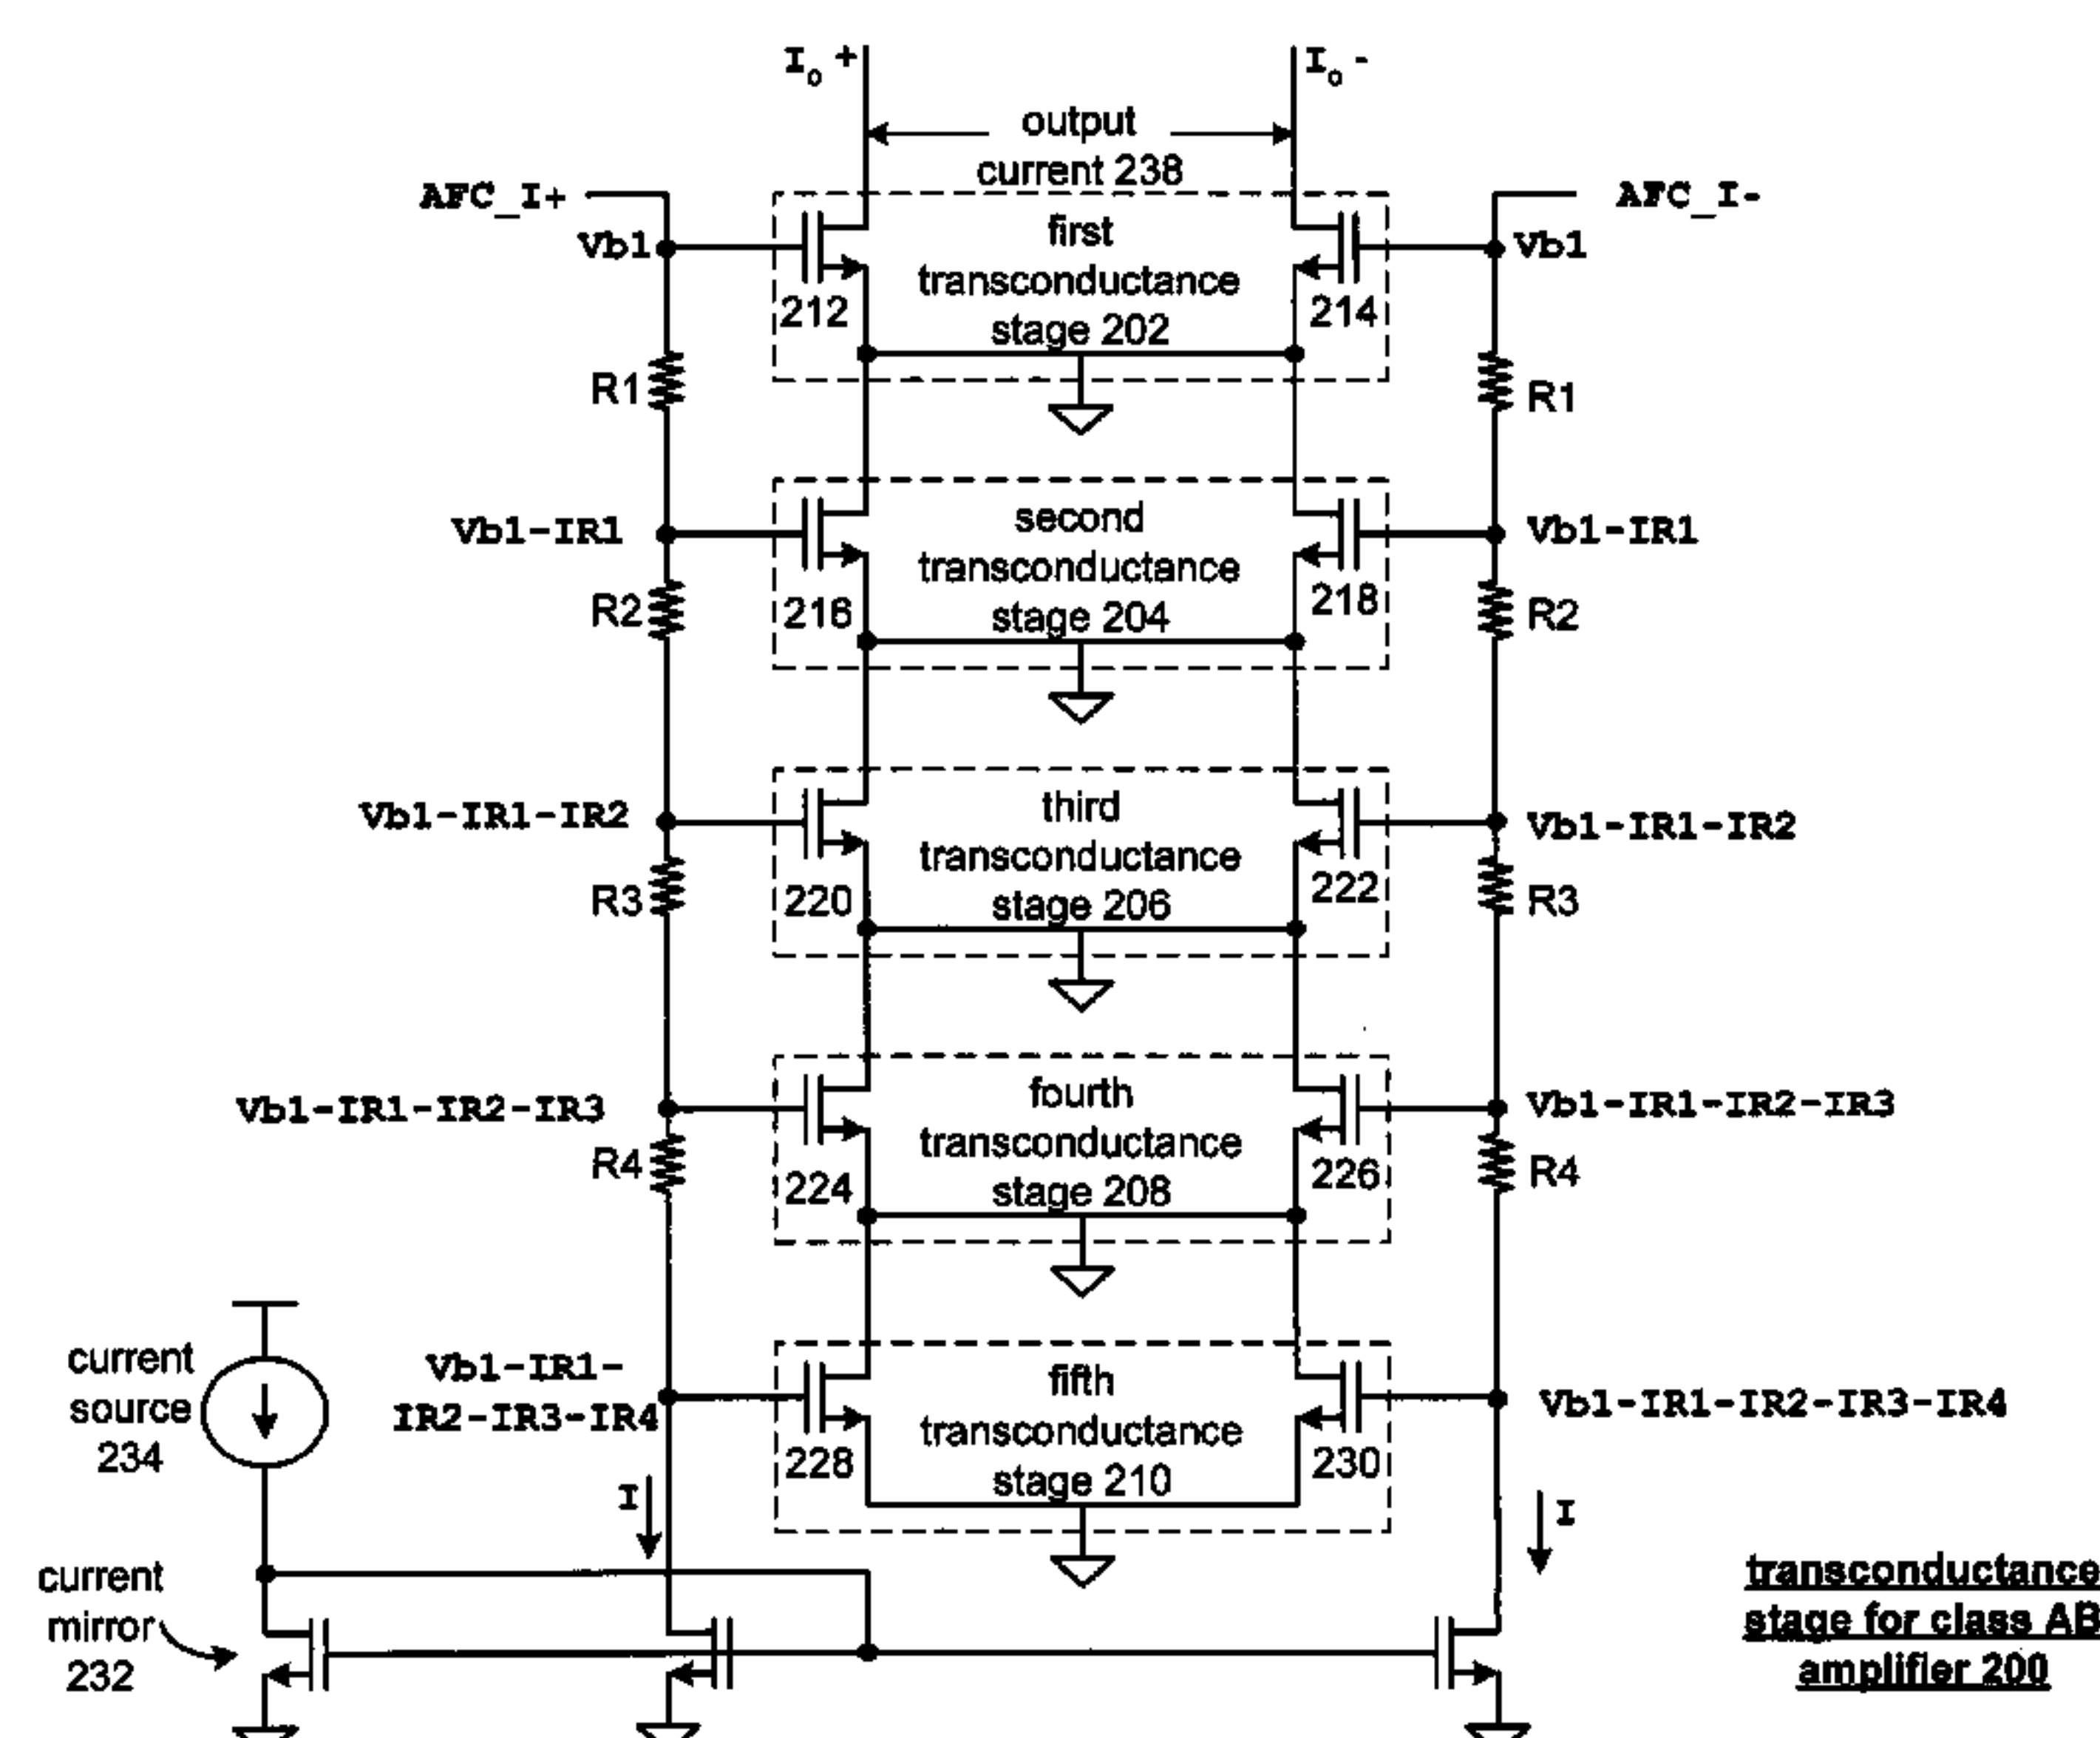 I_o +
I_o -
output
current 238
AFC_I+
AFC_I-
Vb1
first
Vb1
transconductance
212
214
stage 202
R1
R1
Vb1-IR1
second
Vb1-IR1
transconductance
216
218
stage 204
R2
R2
Vb1-IR1-IR2
third
Vb1-IR1-IR2
transconductance
220
222
stage 206
R3
R3
Vb1-IR1-IR2-IR3
fourth
Vb1-IR1-IR2-IR3
transconductance
224
226
stage 208
R4
R4
current
source
234
Vb1-IR1-
IR2-IR3-IR4
fifth
Vb1-IR1-IR2-IR3-IR4
transconductance
228
230
stage 210
I
I
current
mirror
232
transconductance
stage for class AB
amplifier 200